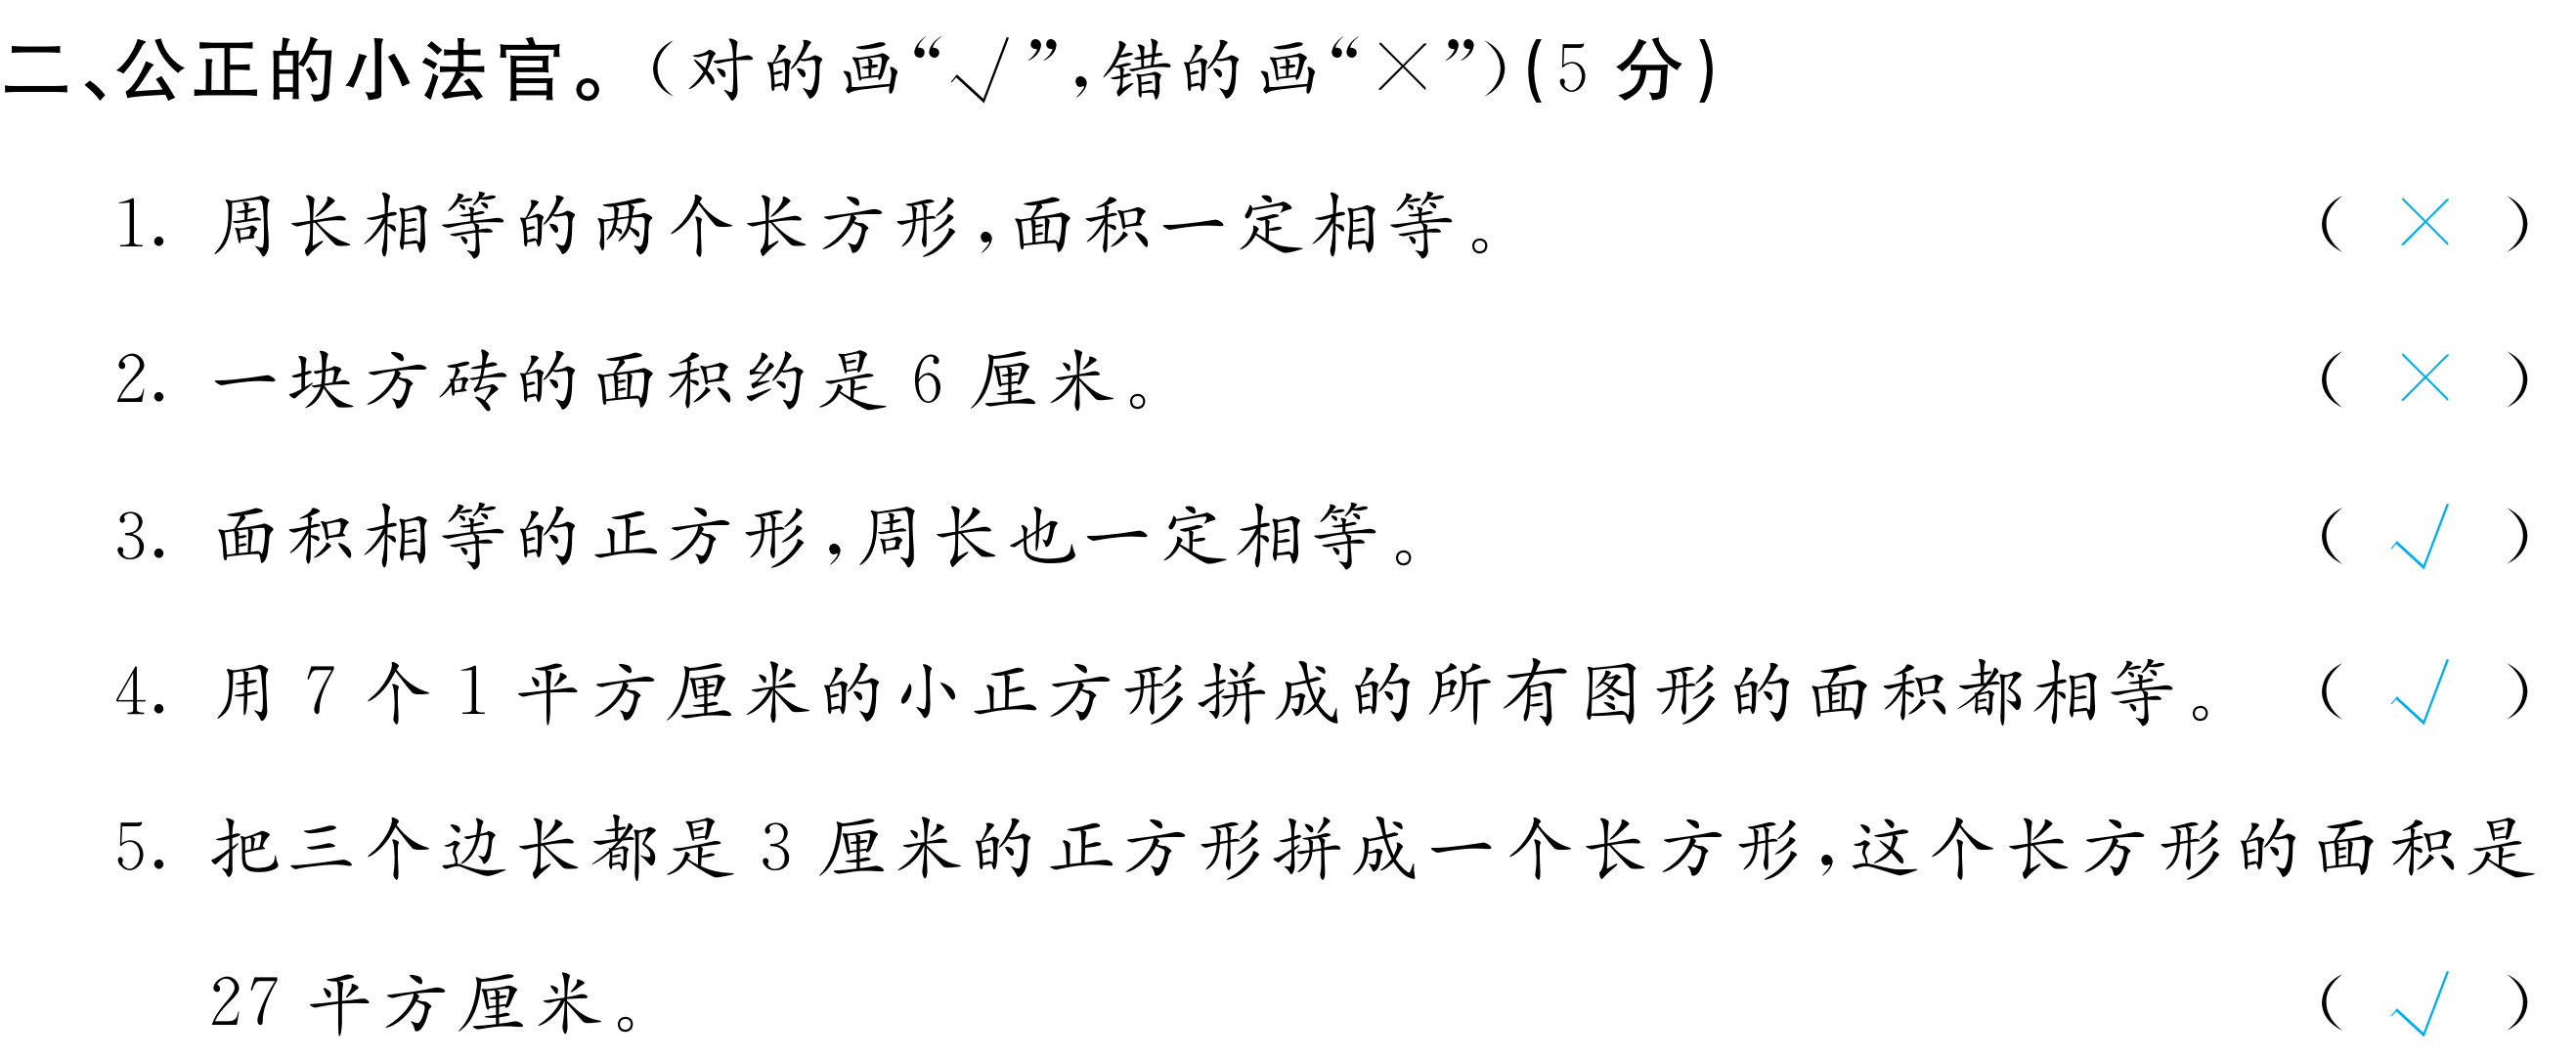 二、公正的小法官。(对的画“√”,错的画“×”)(5 分)
1. 周长相等的两个长方形,面积一定相等。 ( × )
2. 一块方砖的面积约是 6 厘米。 ( × )
3. 面积相等的正方形,周长也一定相等。 ( √ )
4. 用 7 个 1 平方厘米的小正方形拼成的所有图形的面积都相等。 ( √ )
5. 把三个边长都是 3 厘米的正方形拼成一个长方形,这个长方形的面积是
27 平方厘米。 ( √ )